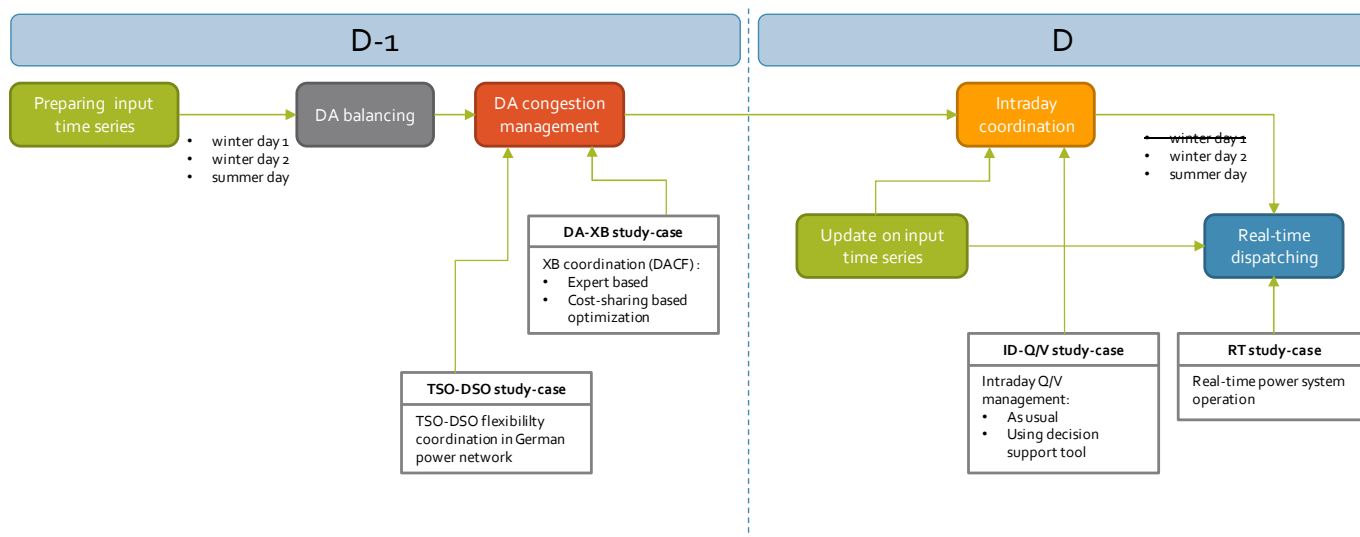 D-1
D
Preparing input
time series
DA balancing
DA congestion
management
Intraday
coordination
• winter day 1
• winter day 2
• summer day
• winter day 1
• winter day 2
• summer day
DA-XB study-case
XB coordination (DACF) :
• Expert based
• Cost-sharing based
optimization
Update on input
time series
Real-time
dispatching
TSO-DSO study-case
TSO-DSO flexibililty
coordination in German
power network
ID-Q/V study-case
Intraday Q/V
management:
• As usual
• Using decision
support tool
RT study-case
Real-time power system
operation